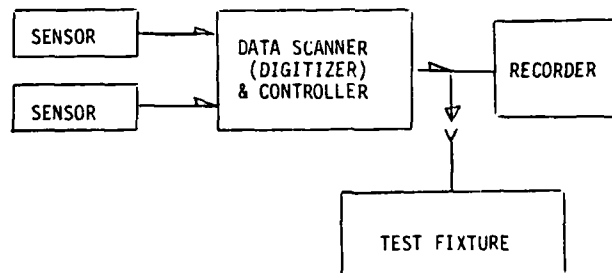 SENSOR
SENSOR
DATA SCANNER
(DIGITIZER)
& CONTROLLER
RECORDER
TEST FIXTURE